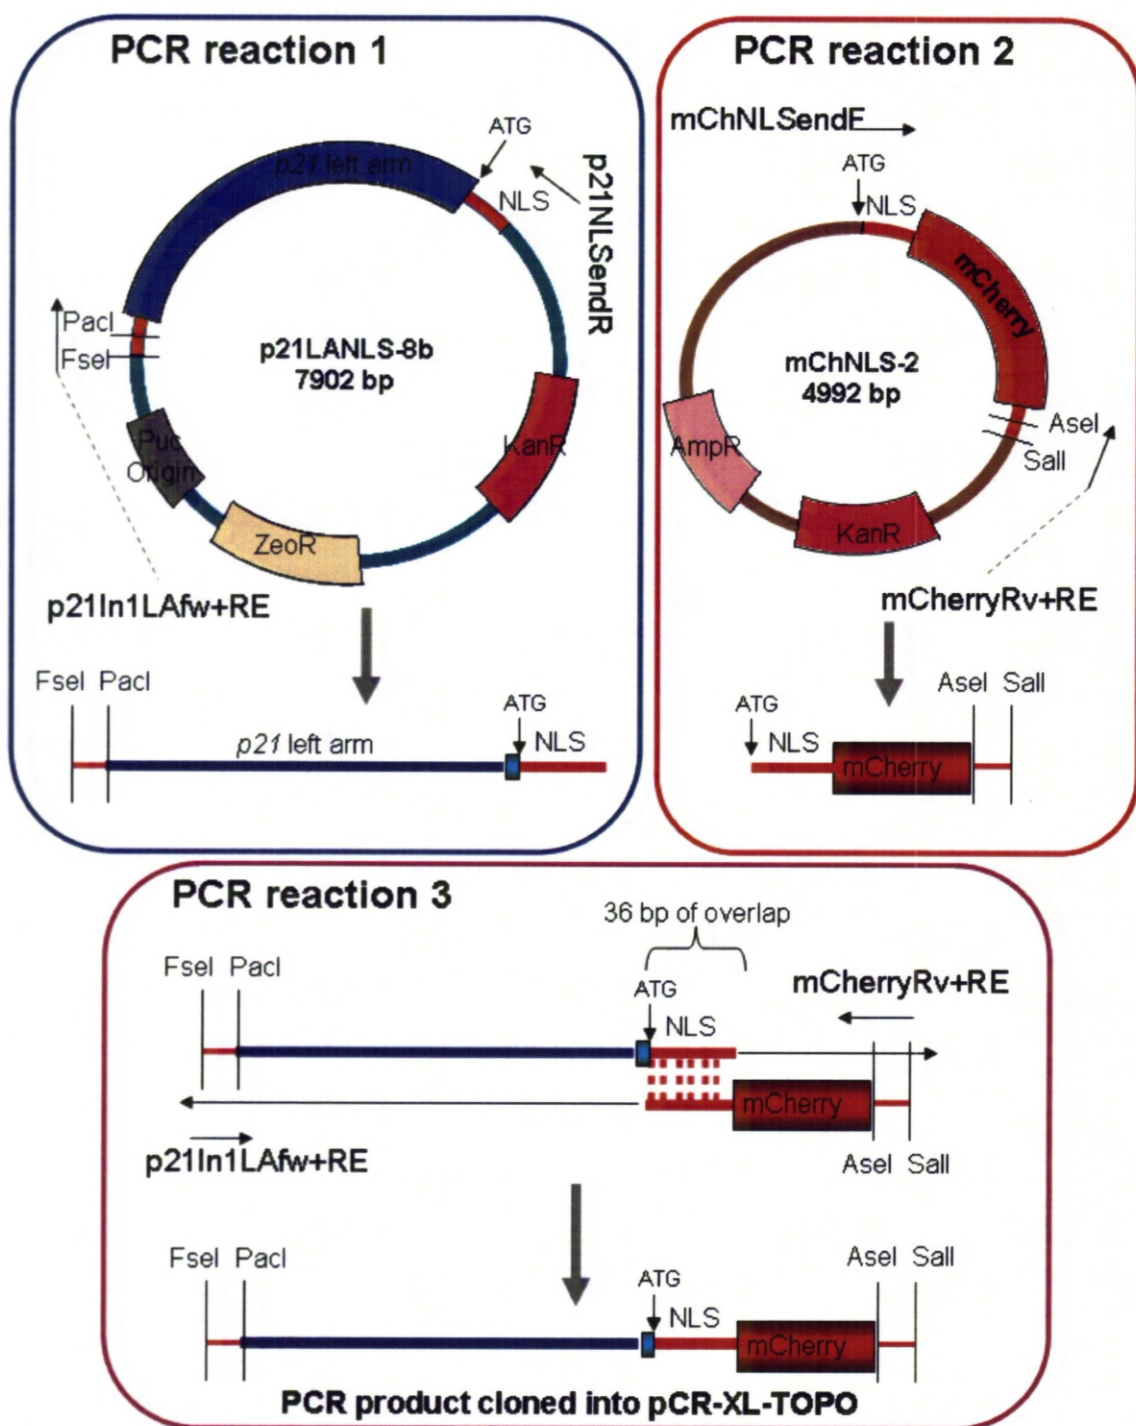 PCR reaction 1
ATG
p21 left arm
NLS
p21NLSendR
PacI
FseI
p21LANLS-8b
7902 bp
KanR
Puc
Origin
ZeoR
p21In1LAfw+RE
FseI PacI
ATG
p21 left arm
NLS
PCR reaction 2
mChNLSendF
ATG
NLS
mCherry
mChNLS-2
4992 bp
AseI
SalI
AmpR
KanR
mCherryRv+RE
AseI SalI
ATG
NLS
mCherry
PCR reaction 3
36 bp of overlap
FseI PacI
mCherryRv+RE
ATG
NLS
mCherry
p21In1LAfw+RE
AseI SalI
FseI PacI
AseI SalI
ATG
NLS
mCherry
PCR product cloned into pCR-XL-TOPO